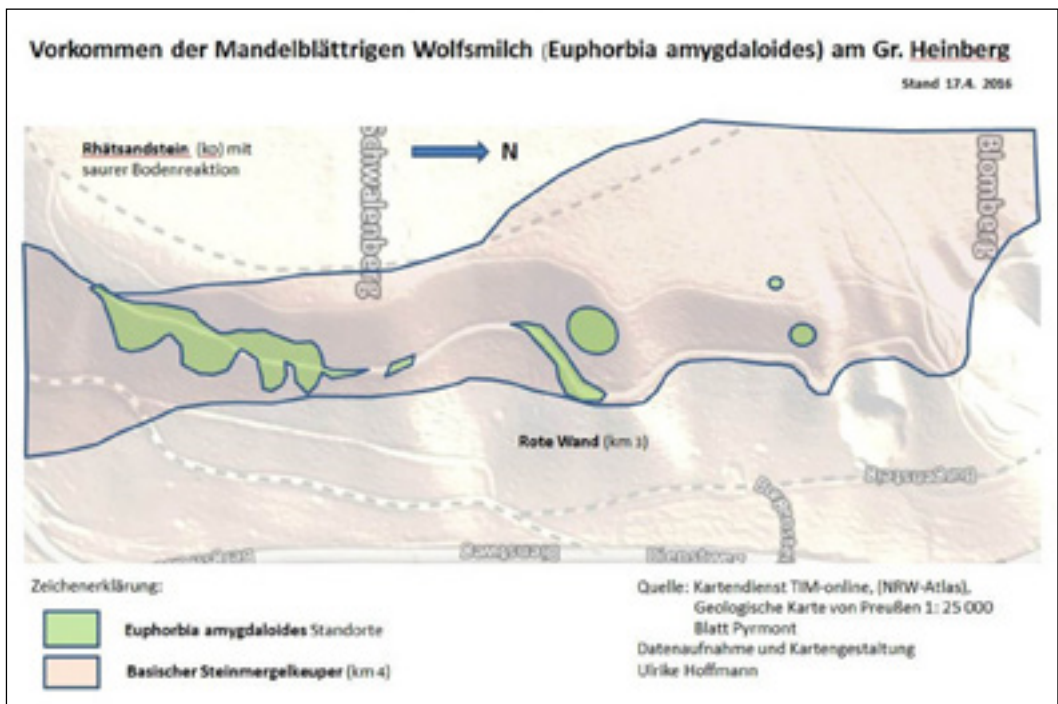 Vorkommen der Mandelblättrigen Wolfsmilch (Euphorbia amygdaloides) am Gr. Heinberg
Stand 17.4. 2016
Rhätsandstein (ko) mit
saurer Bodenreaktion
N
Schwalenberg
Blomberg
Rote Wand (km 3)
Burgensteig
Zeichenerklärung:
Euphorbia amygdaloides Standorte
Basischer Steinmergelkeuper (km 4)
Quelle: Kartendienst TIM-online, (NRW-Atlas),
Geologische Karte von Preußen 1: 25 000
Blatt Pyrmont
Datenaufnahme und Kartengestaltung
Ulrike Hoffmann